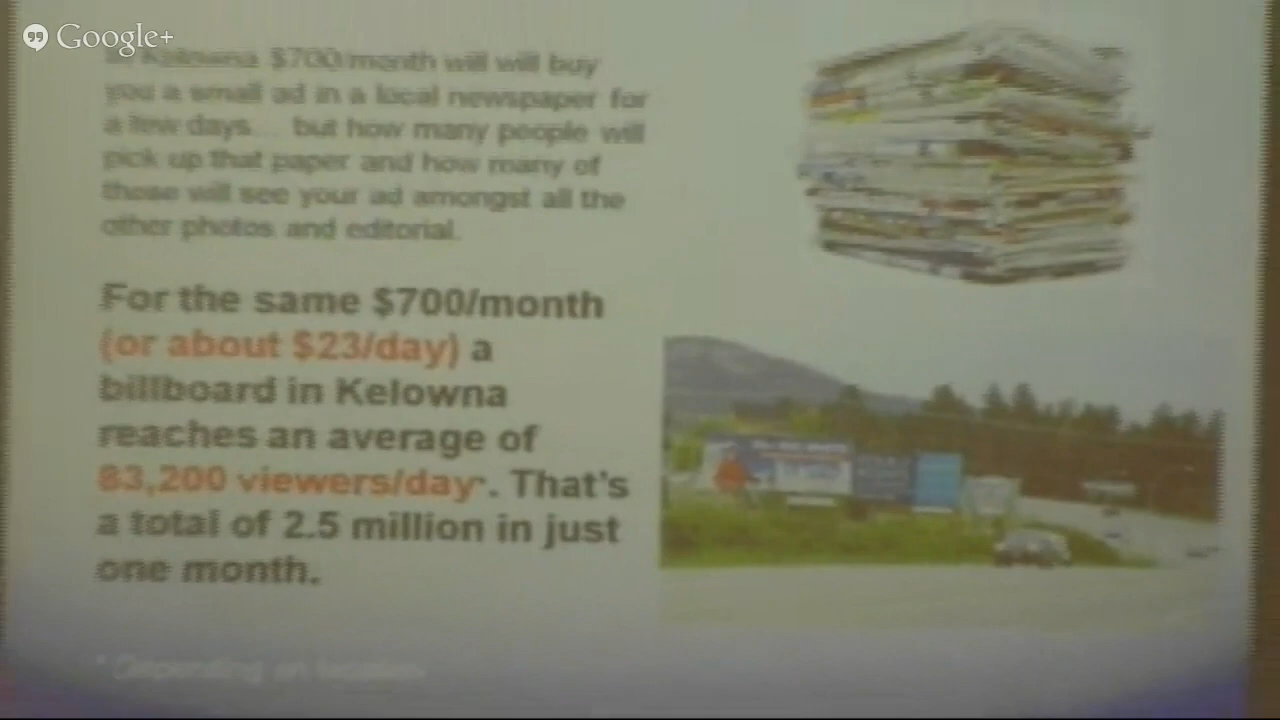 Google+
In Kelowna $700/month will will buy
you a small ad in a local newspaper for
a few days... but how many people will
pick up that paper and how many of
those will see your ad amongst all the
other photos and editorial.
For the same $700/month
(or about $23/day) a
billboard in Kelowna
reaches an average of
83,200 viewers/day*. That's
a total of 2.5 million in just
one month.
* Depending on location